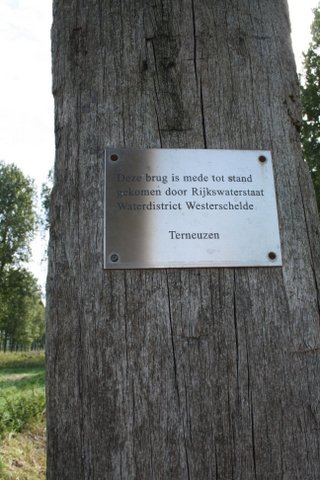 Deze brug is mede tot stand
gekomen door Rijkswaterstaat
Waterdistrict Westerschelde
Terneuzen